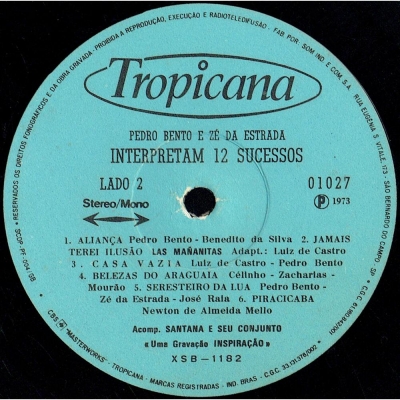 RESERVADOS OS DIREITOS FONOGRÁFICOS E DA OBRA GRAVADA - PROIBIDA A REPRODUÇÃO, EXECUÇÃO E RADIOTELEDIFUSÃO - FAB. POR SOM IND. E COM. S/A.
RUA EUGÊNIA S. VITALE, 173 - SÃO BERNARDO DO CAMPO, SP
Tropicana
PEDRO BENTO E ZÉ DA ESTRADA
INTERPRETAM 12 SUCESSOS
LADO 2
01027
Stereo/Mono
P 1973
1. ALIANÇA Pedro Bento - Benedito da Silva 2. JAMAIS
TEREI ILUSÃO LAS MAÑANITAS Adapt.: Luiz de Castro
3. CASA VAZIA Luiz de Castro - Pedro Bento
4. BELEZAS DO ARAGUAIA Célinho - Zacharias -
Mourão 5. SERESTEIRO DA LUA Pedro Bento -
Zé da Estrada - José Raia 6. PIRACICABA
Newton de Almeida Mello
Acomp. SANTANA E SEU CONJUNTO
«Uma Gravação INSPIRAÇÃO»
XSB-1182
CBS "MASTERWORKS" - TROPICANA - MARCAS REGISTRADAS - IND. BRAS. - C.G.C. 33.131.376/002